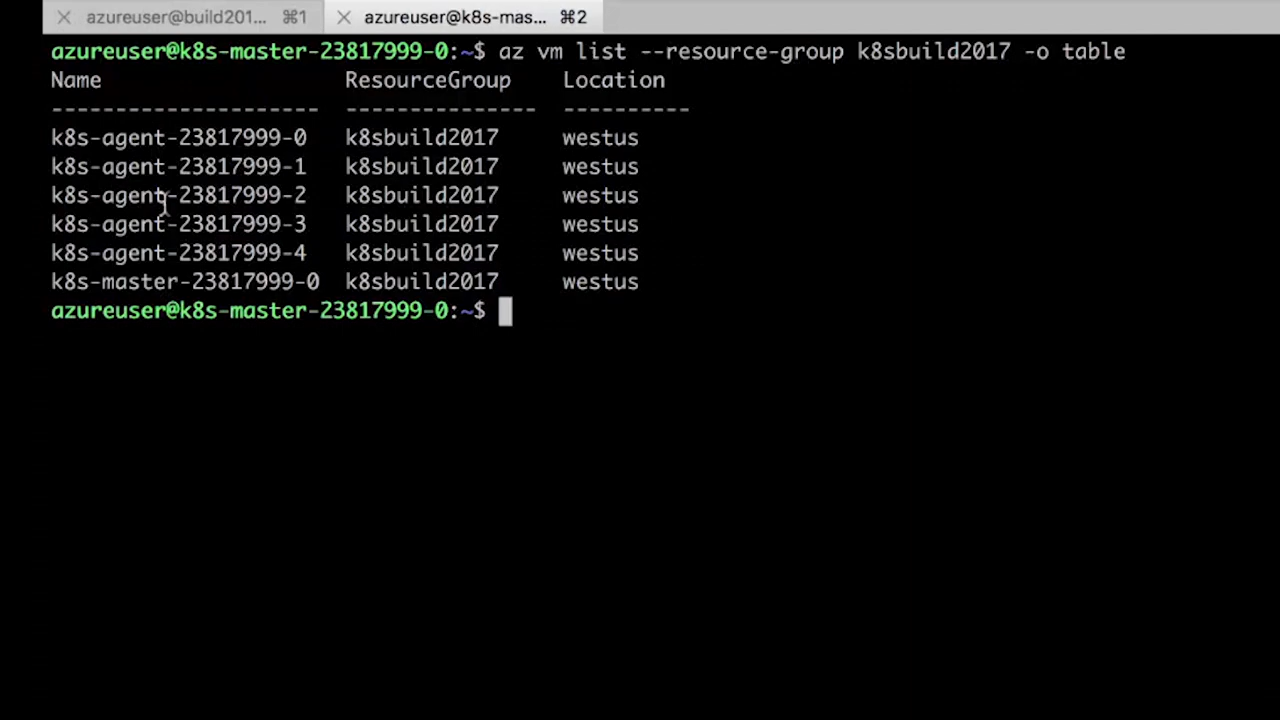 azureuser@build201... ⌘1 azureuser@k8s-mas... ⌘2
azureuser@k8s-master-23817999-0:~$ az vm list --resource-group k8sbuild2017 -o table
Name ResourceGroup Location
--------------------- --------------- ----------
k8s-agent-23817999-0 k8sbuild2017 westus
k8s-agent-23817999-1 k8sbuild2017 westus
k8s-agent-23817999-2 k8sbuild2017 westus
k8s-agent-23817999-3 k8sbuild2017 westus
k8s-agent-23817999-4 k8sbuild2017 westus
k8s-master-23817999-0 k8sbuild2017 westus
azureuser@k8s-master-23817999-0:~$